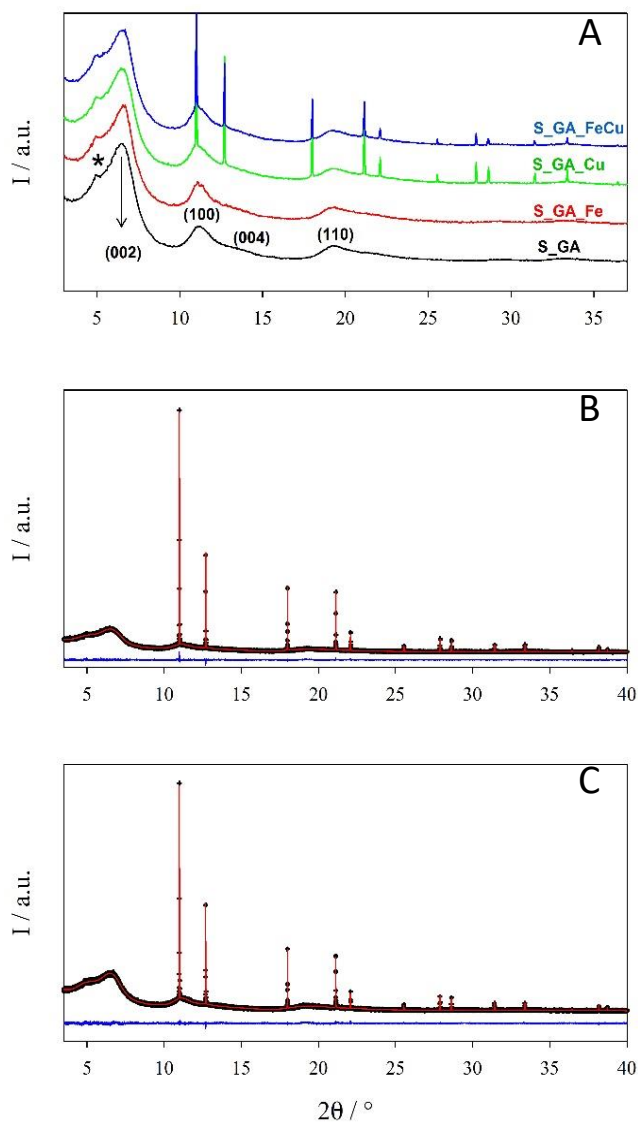 A
I / a.u.
S_GA_FeCu
S_GA_Cu
S_GA_Fe
S_GA
*
(002)
(100)
(004)
(110)
5 10 15 20 25 30 35
B
I / a.u.
5 10 15 20 25 30 35 40
C
I / a.u.
5 10 15 20 25 30 35 40
2θ / °